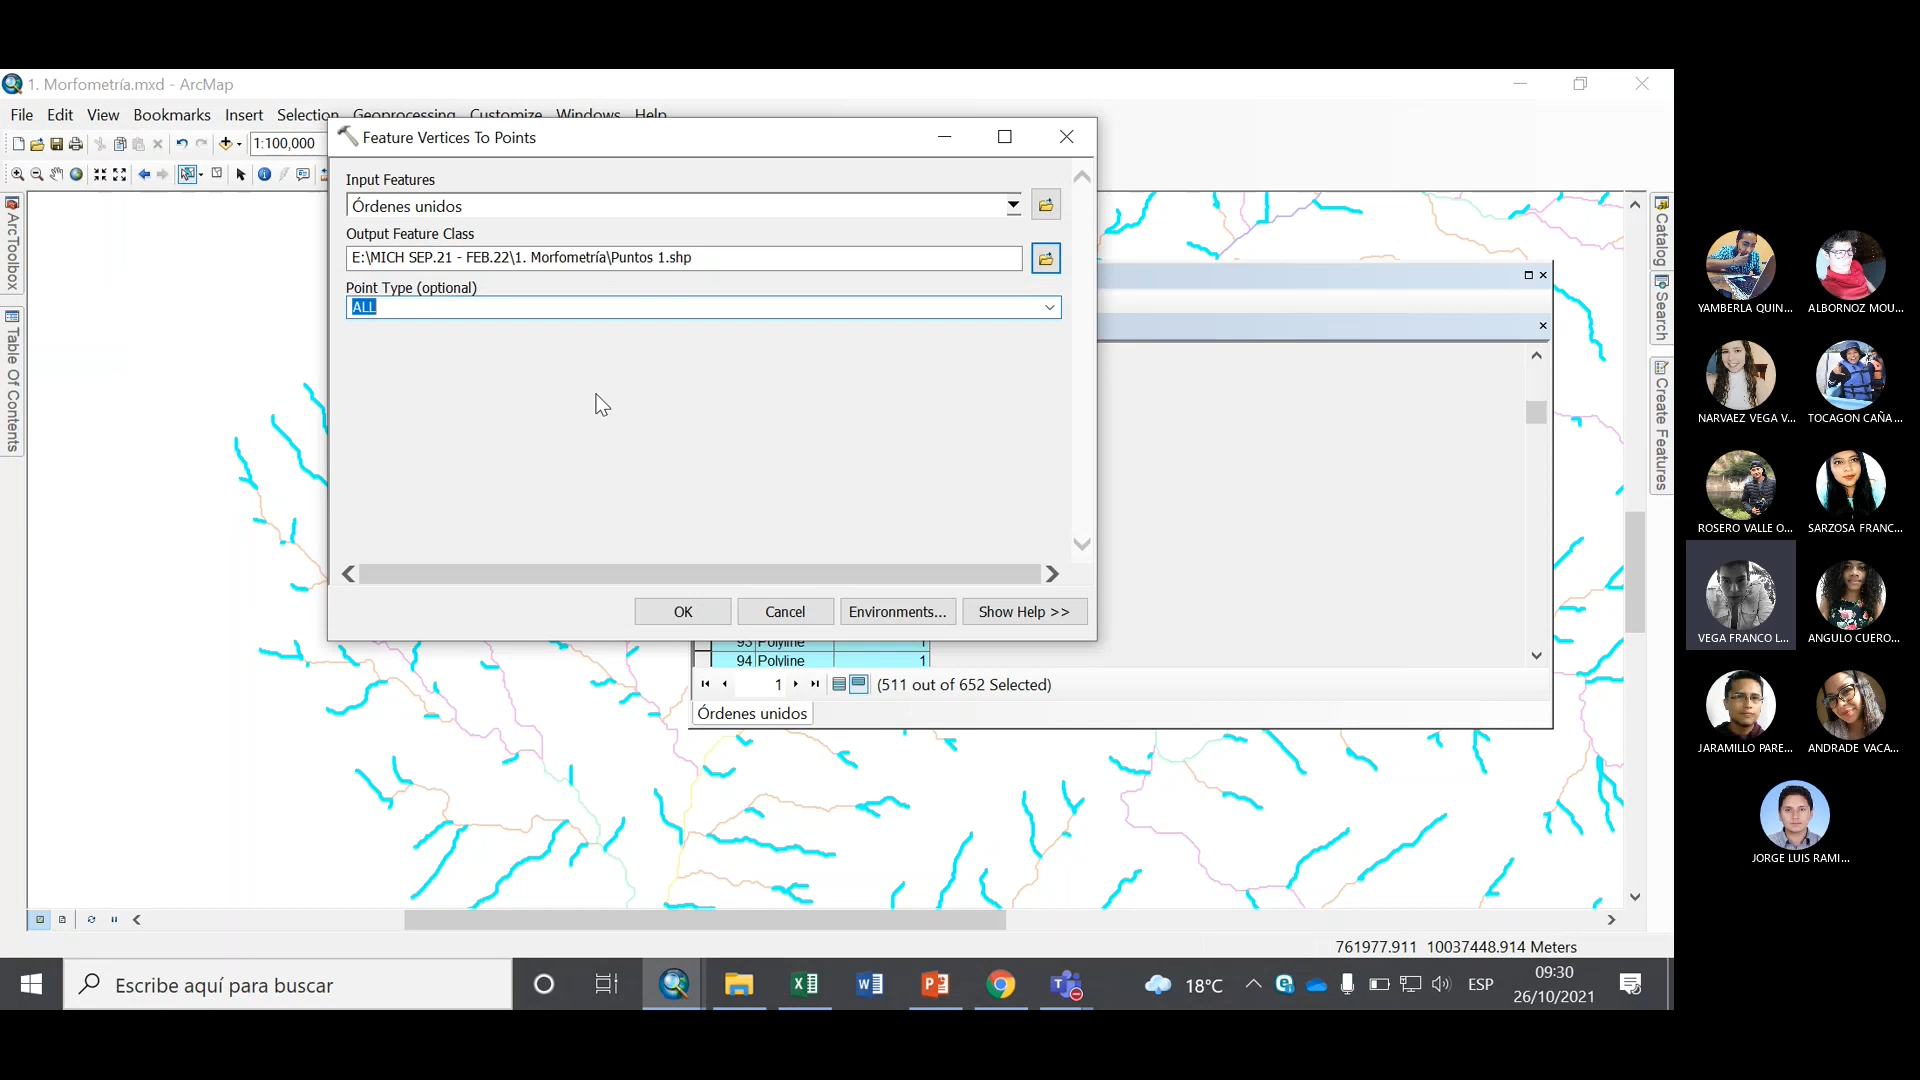 1. Morfometría.mxd - ArcMap
File Edit View Bookmarks Insert Selection Geoprocessing Customize Windows Help
1:100,000
Feature Vertices To Points
Input Features
Órdenes unidos
Output Feature Class
E:\MICH SEP.21 - FEB.22\1. Morfometría\Puntos 1.shp
Point Type (optional)
ALL
OK Cancel Environments... Show Help >>
ArcToolbox
Table Of Contents
Catalog
Search
Create Features
93 Polyline 1
94 Polyline 1
1 (511 out of 652 Selected)
Órdenes unidos
761977.911 10037448.914 Meters
Escribe aquí para buscar
18°C
ESP
09:30
26/10/2021
YAMBERLA QUIN... ALBORNOZ MOU...
NARVAEZ VEGA V... TOCAGON CAÑA ...
ROSERO VALLE O... SARZOSA FRANC...
VEGA FRANCO L... ANGULO CUERO...
JARAMILLO PARE... ANDRADE VACA...
JORGE LUIS RAMI...